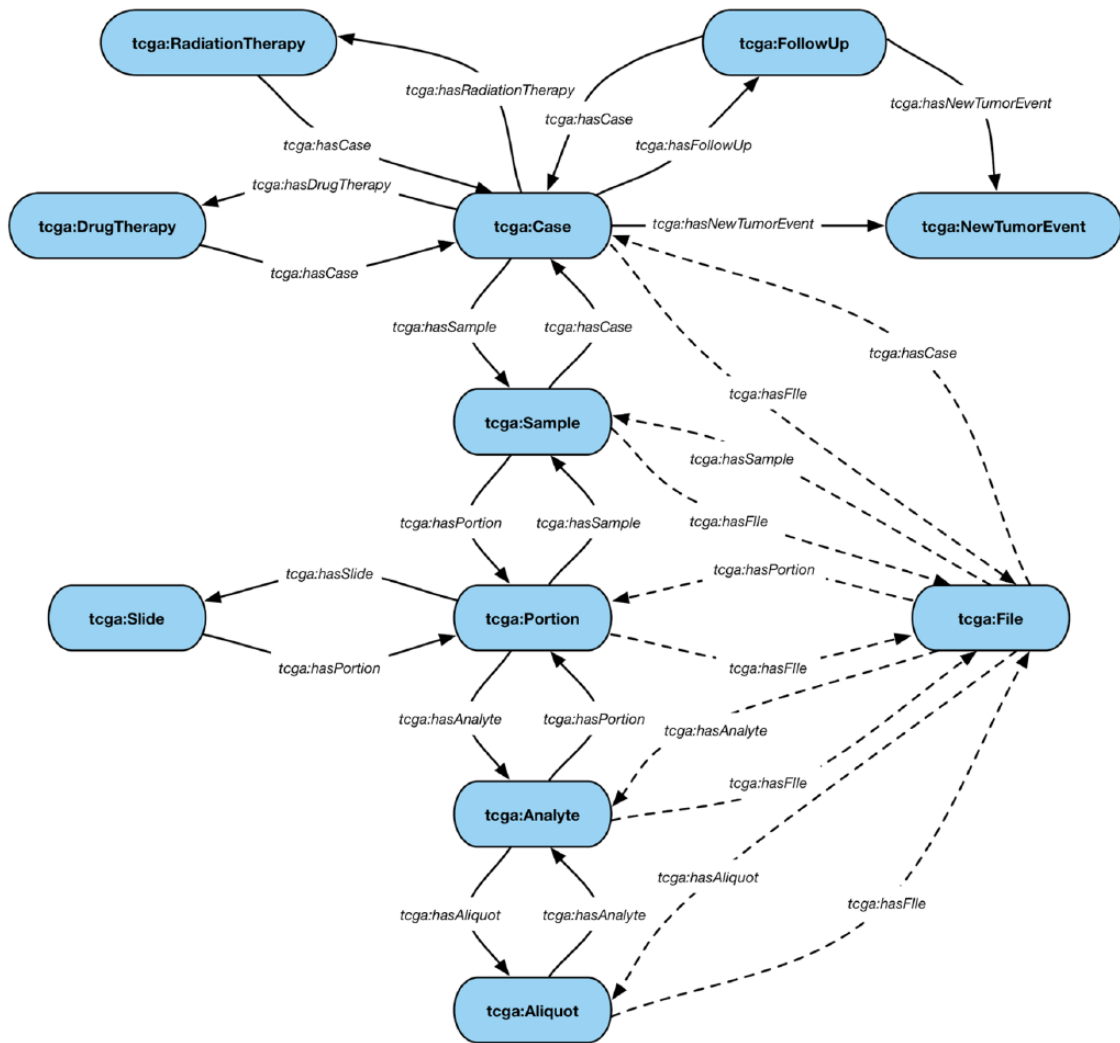 tcga:RadiationTherapy
tcga:FollowUp
tcga:hasRadiationTherapy
tcga:hasNewTumorEvent
tcga:hasCase
tcga:hasCase
tcga:hasFollowUp
tcga:hasDrugTherapy
tcga:DrugTherapy
tcga:Case
tcga:hasNewTumorEvent
tcga:NewTumorEvent
tcga:hasCase
tcga:hasSample
tcga:hasCase
tcga:hasCase
tcga:hasFIle
tcga:Sample
tcga:hasSample
tcga:hasPortion
tcga:hasSample
tcga:hasFIle
tcga:hasSlide
tcga:hasPortion
tcga:Slide
tcga:Portion
tcga:File
tcga:hasPortion
tcga:hasFIle
tcga:hasAnalyte
tcga:hasPortion
tcga:hasAnalyte
tcga:hasFIle
tcga:Analyte
tcga:hasAliquot
tcga:hasAliquot
tcga:hasAnalyte
tcga:hasFIle
tcga:Aliquot